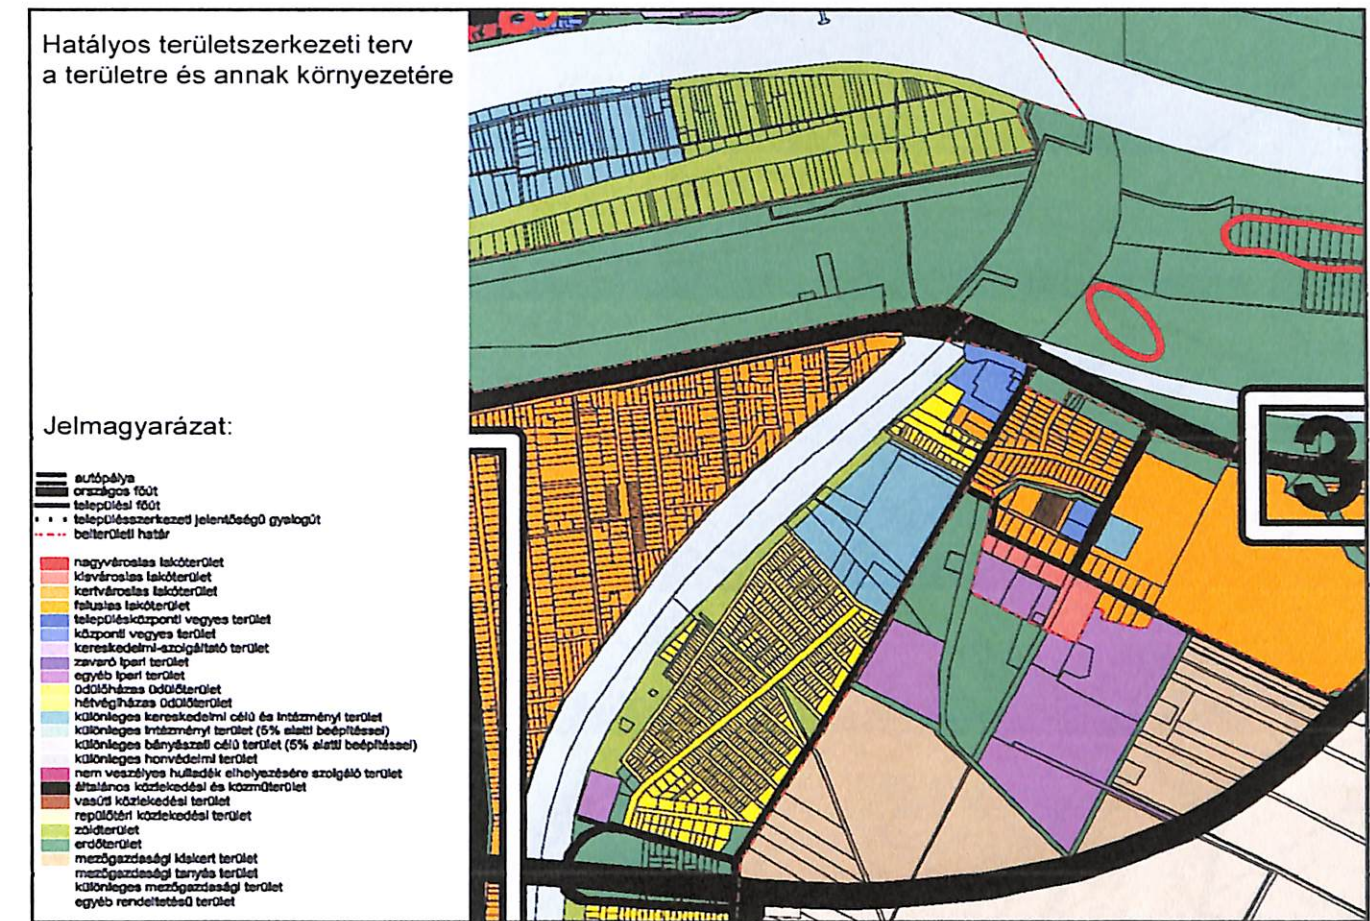 Hatályos területszerkezeti terv
a területre és annak környezetére
Jelmagyarázat:
autópálya
országos főút
települési főút
településszerkezeti jelentőségű gyalogút
belterületi határ
nagyvárosias lakóterület
kisvárosias lakóterület
kertvárosias lakóterület
falusias lakóterület
településközponti vegyes terület
központi vegyes terület
kereskedelmi-szolgáltató terület
zavaró ipari terület
egyéb ipari terület
üdülőházas üdülőterület
hétvégiházas üdülőterület
különleges kereskedelmi célú és intézményi terület
különleges intézményi terület (5% alatti beépítéssel)
különleges bányászati célú terület (5% alatti beépítéssel)
különleges honvédelmi terület
nem veszélyes hulladék elhelyezésére szolgáló terület
általános közlekedési és közműterület
vasúti közlekedési terület
repülőtéri közlekedési terület
zöldterület
erdőterület
mezőgazdasági kiskert terület
mezőgazdasági tanyás terület
különleges mezőgazdasági terület
egyéb rendeltetésű terület
3